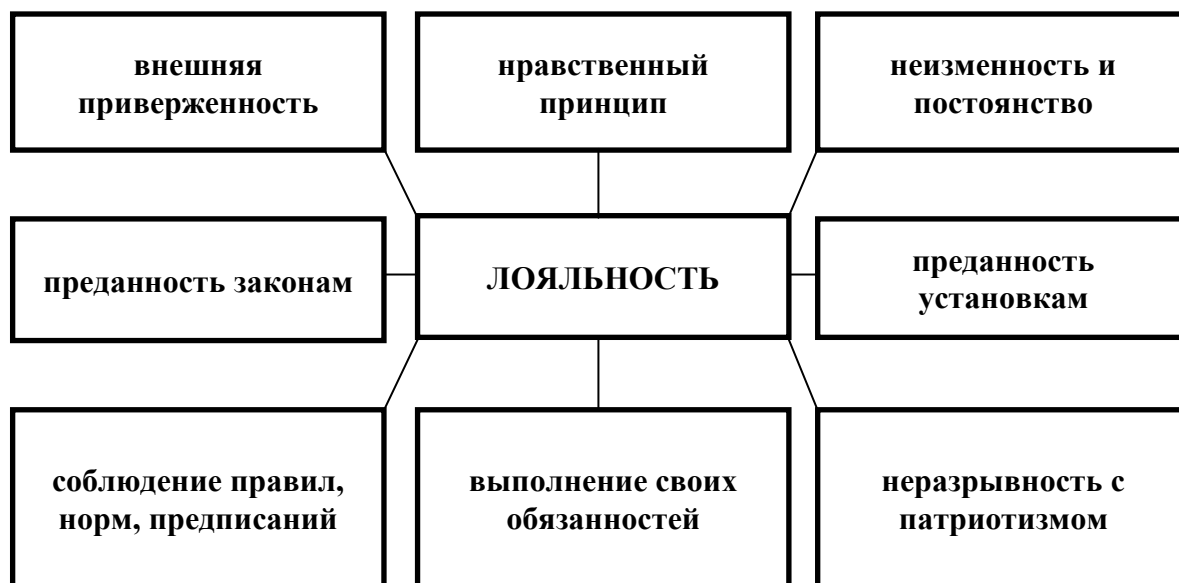 внешняя
приверженность
нравственный
принцип
неизменность и
постоянство
преданность законам
ЛОЯЛЬНОСТЬ
преданность
установкам
соблюдение правил,
норм, предписаний
выполнение своих
обязанностей
неразрывность с
патриотизмом